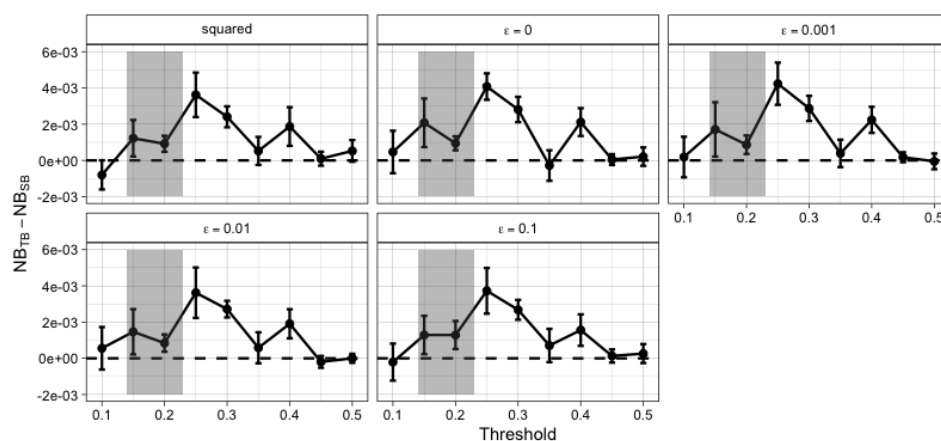 squared
ε = 0
ε = 0.001
6e-03
4e-03
2e-03
0e+00
-2e-03
0.1 0.2 0.3 0.4 0.5
ε = 0.01
ε = 0.1
6e-03
4e-03
2e-03
0e+00
-2e-03
0.1 0.2 0.3 0.4 0.5
0.1 0.2 0.3 0.4 0.5
NB_TB − NB_SB
Threshold